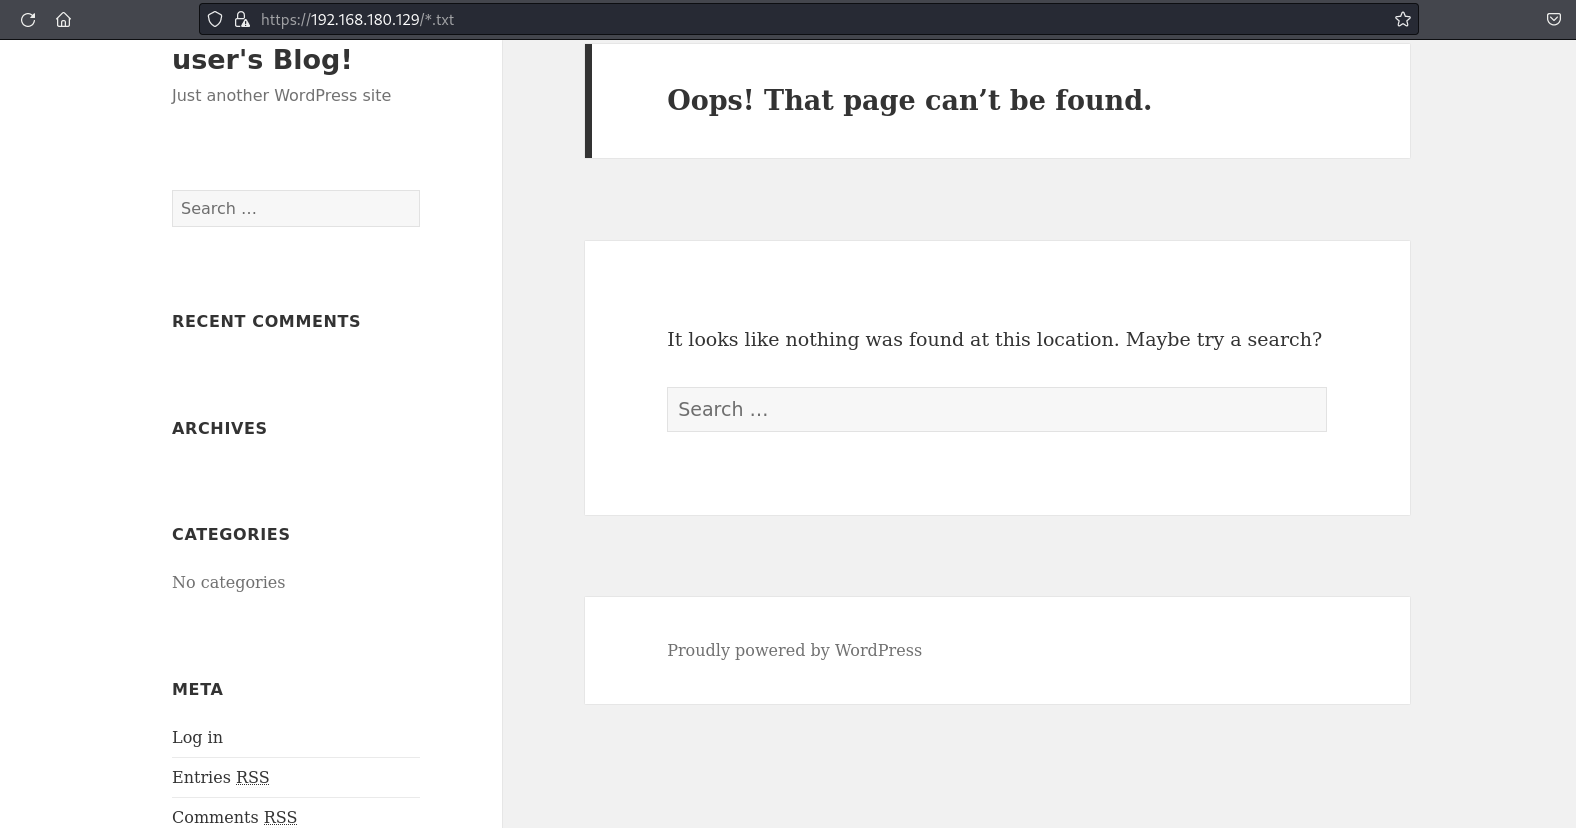 https://192.168.180.129/*.txt
user's Blog!
Just another WordPress site
Search …
RECENT COMMENTS
ARCHIVES
CATEGORIES
No categories
META
Log in
Entries RSS
Comments RSS
Oops! That page can’t be found.
It looks like nothing was found at this location. Maybe try a search?
Search …
Proudly powered by WordPress